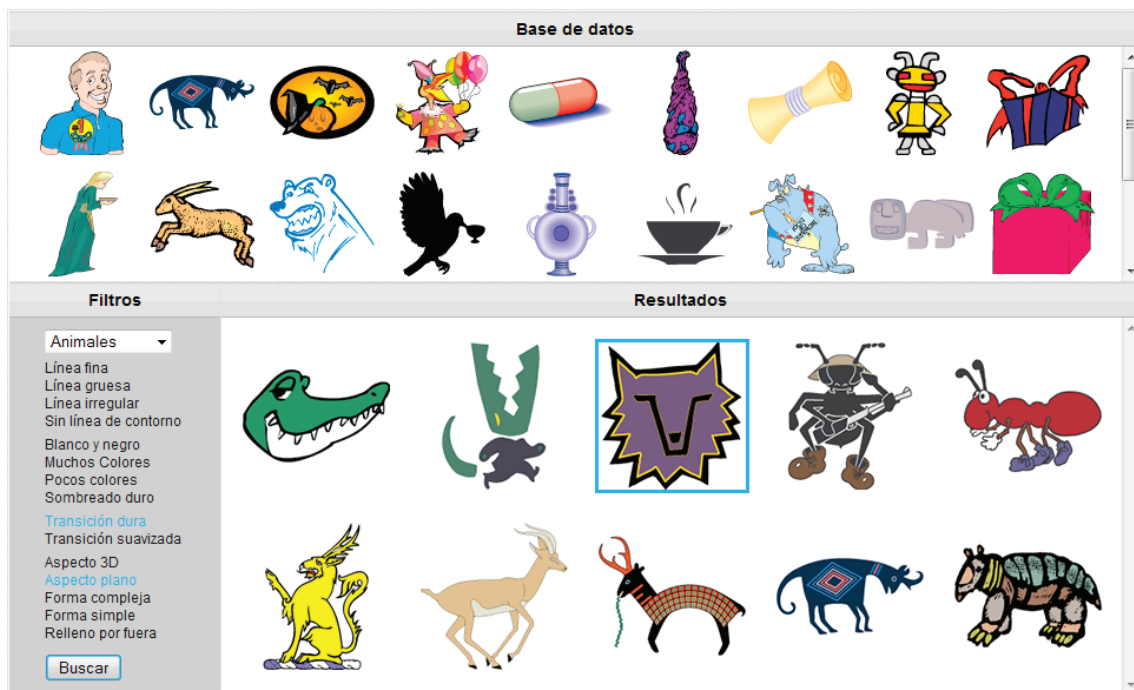 Base de datos
Filtros
Resultados
Animales
Línea fina
Línea gruesa
Línea irregular
Sin línea de contorno
Blanco y negro
Muchos Colores
Pocos colores
Sombreado duro
Transición dura
Transición suavizada
Aspecto 3D
Aspecto plano
Forma compleja
Forma simple
Relleno por fuera
Buscar